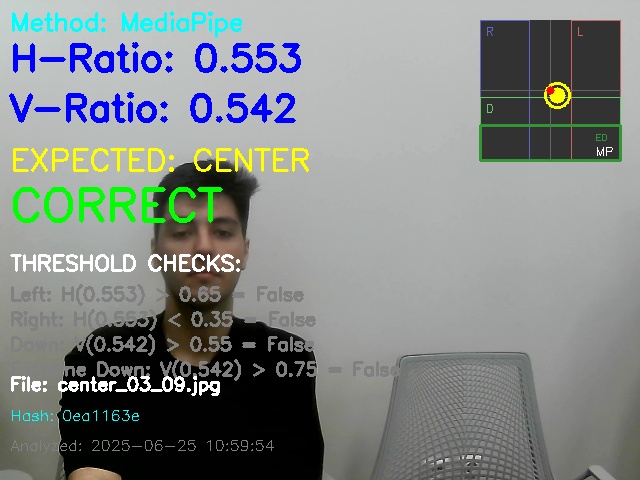 Method: MediaPipe
H-Ratio: 0.553
V-Ratio: 0.542
EXPECTED: CENTER
CORRECT
THRESHOLD CHECKS:
Left: H(0.553) > 0.65 = False
Right: H(0.553) < 0.35 = False
Down: V(0.542) > 0.55 = False
ne Down: V(0.542) > 0.75 = False
File: center_03_09.jpg
Hash: 0ea1163e
Analyzed: 2025-06-25 10:59:54
R
L
D
ED
MP